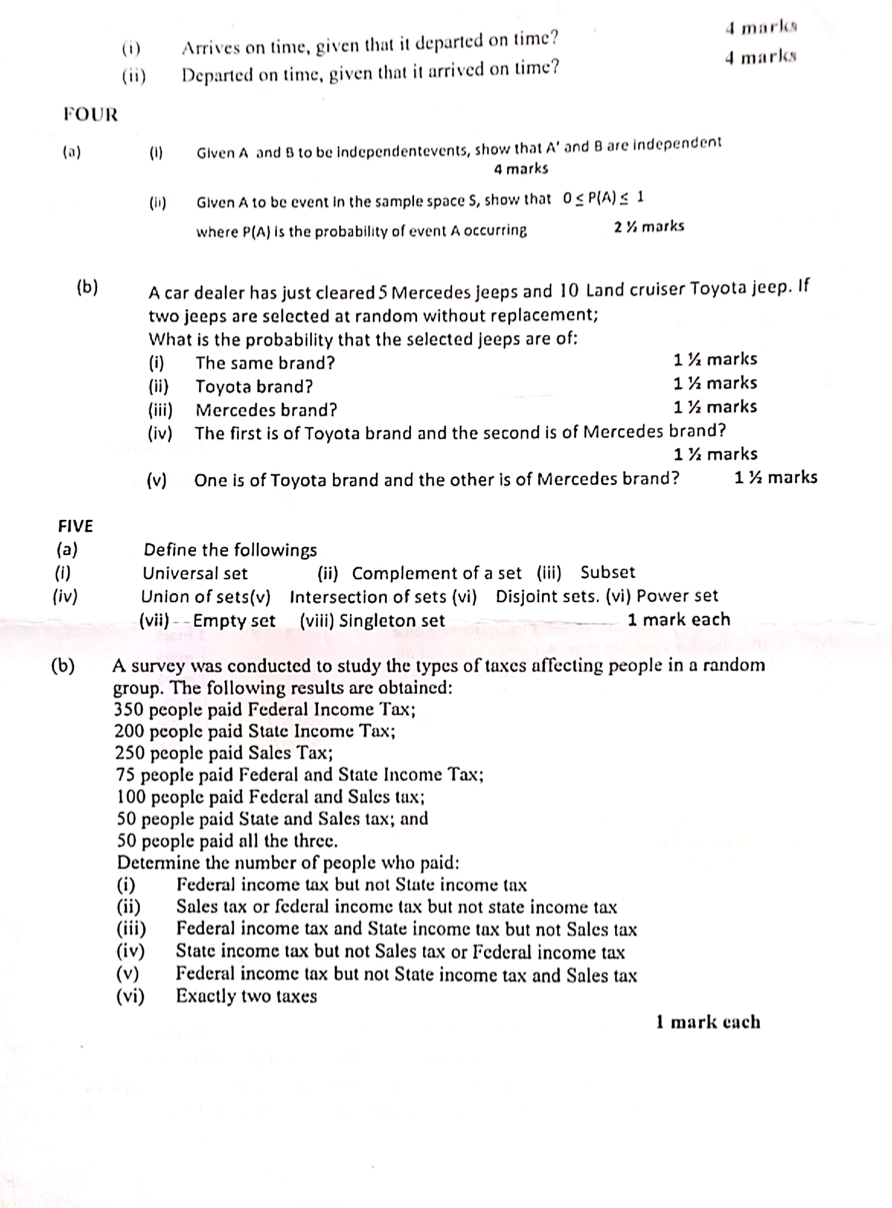 (i) Arrives on time, given that it departed on time? 4 marks
(ii) Departed on time, given that it arrived on time? 4 marks
FOUR
(a) (i) Given A and B to be independentevents, show that A' and B are independent
4 marks
(ii) Given A to be event in the sample space S, show that 0 ≤ P(A) ≤ 1
where P(A) is the probability of event A occurring 2 ½ marks
(b) A car dealer has just cleared 5 Mercedes jeeps and 10 Land cruiser Toyota jeep. If
two jeeps are selected at random without replacement;
What is the probability that the selected jeeps are of:
(i) The same brand? 1 ½ marks
(ii) Toyota brand? 1 ½ marks
(iii) Mercedes brand? 1 ½ marks
(iv) The first is of Toyota brand and the second is of Mercedes brand?
1 ½ marks
(v) One is of Toyota brand and the other is of Mercedes brand? 1 ½ marks
FIVE
(a) Define the followings
(i) Universal set (ii) Complement of a set (iii) Subset
(iv) Union of sets(v) Intersection of sets (vi) Disjoint sets. (vi) Power set
(vii) -- Empty set (viii) Singleton set 1 mark each
(b) A survey was conducted to study the types of taxes affecting people in a random
group. The following results are obtained:
350 people paid Federal Income Tax;
200 people paid State Income Tax;
250 people paid Sales Tax;
75 people paid Federal and State Income Tax;
100 people paid Federal and Sales tax;
50 people paid State and Sales tax; and
50 people paid all the three.
Determine the number of people who paid:
(i) Federal income tax but not State income tax
(ii) Sales tax or federal income tax but not state income tax
(iii) Federal income tax and State income tax but not Sales tax
(iv) State income tax but not Sales tax or Federal income tax
(v) Federal income tax but not State income tax and Sales tax
(vi) Exactly two taxes
1 mark each